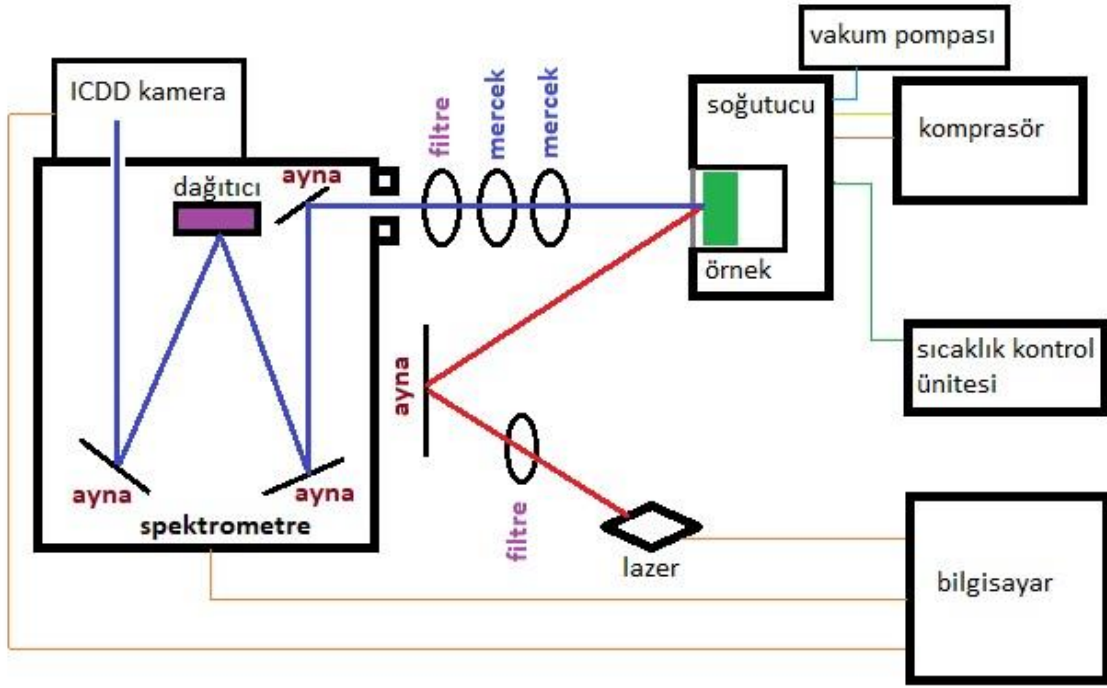 vakum pompası
ICDD kamera
filtre
mercek
mercek
soğutucu
komprasör
dağıtıcı
ayna
örnek
sıcaklık kontrol
ünitesi
ayna
ayna
ayna
spektrometre
filtre
lazer
bilgisayar